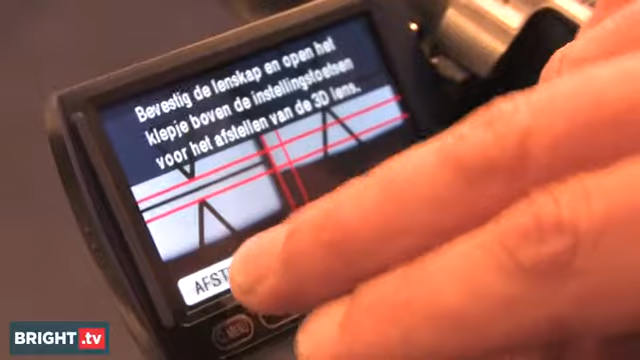 Bevestig de lenskap en open het
klepje boven de instellingstoetsen
voor het afstellen van de 3D lens.
MENU
BRIGHT.tv